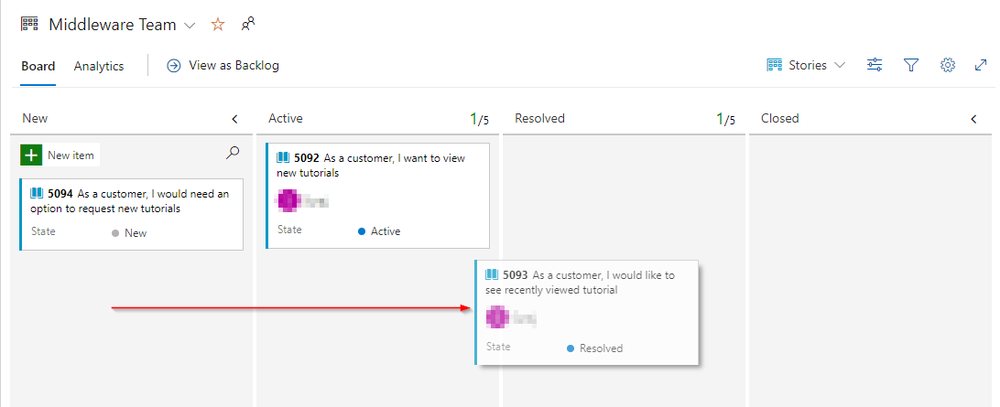 Middleware Team
Board Analytics View as Backlog Stories
New Active 1/5 Resolved 1/5 Closed
New item
5094 As a customer, I would need an
option to request new tutorials
State New
5092 As a customer, I want to view
new tutorials
State Active
5093 As a customer, I would like to
see recently viewed tutorial
State Resolved